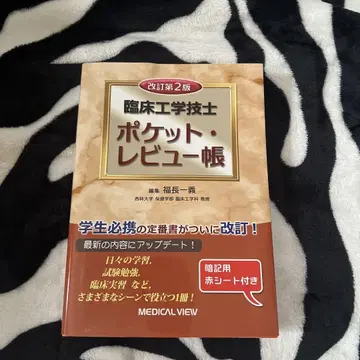 改訂第2版
臨床工学技士
ポケット・
レビュー帳
編集 福長一義
杏林大学 保健学部 臨床工学科 教授
学生必携の定番書がついに改訂！
最新の内容にアップデート！
日々の学習,
試験勉強,
臨床実習 など,
さまざまなシーンで役立つ1冊！
暗記用
赤シート付き
MEDICAL VIEW